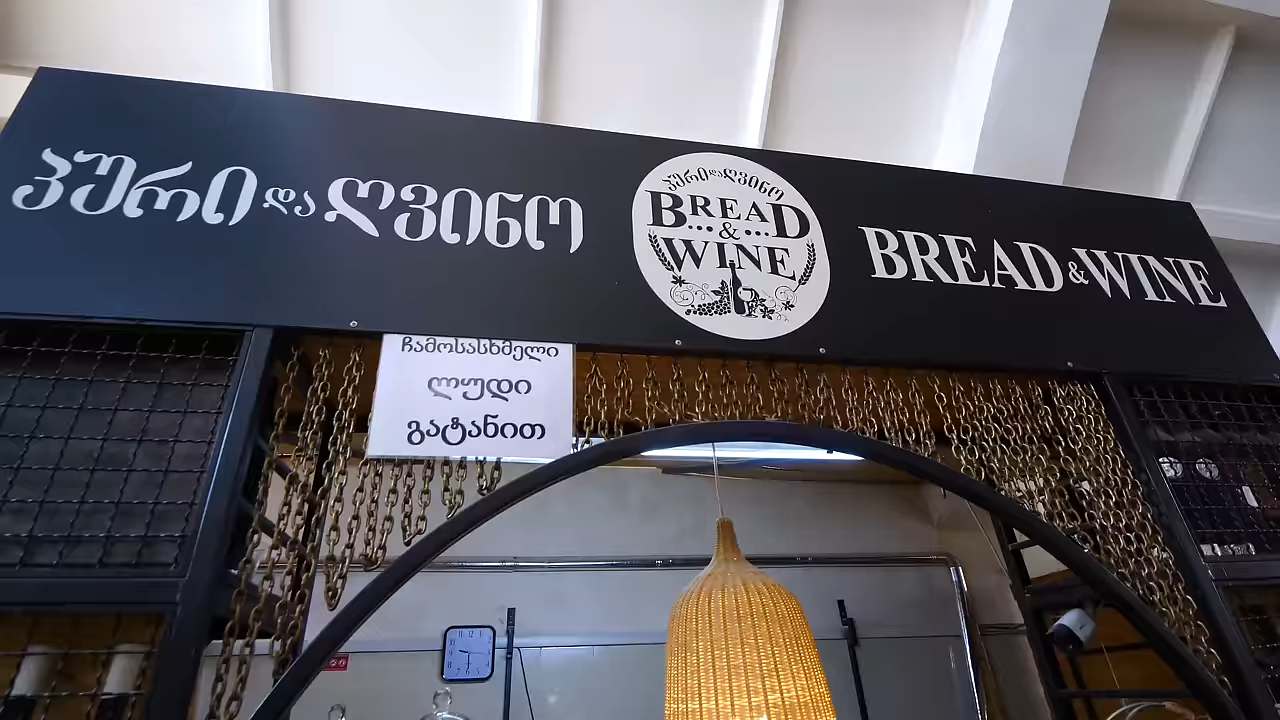 პური და ღვინო
პური და ღვინო
BREAD
&
WINE
BREAD & WINE
ჩამოსასხმელი
ლუდი
გატანით